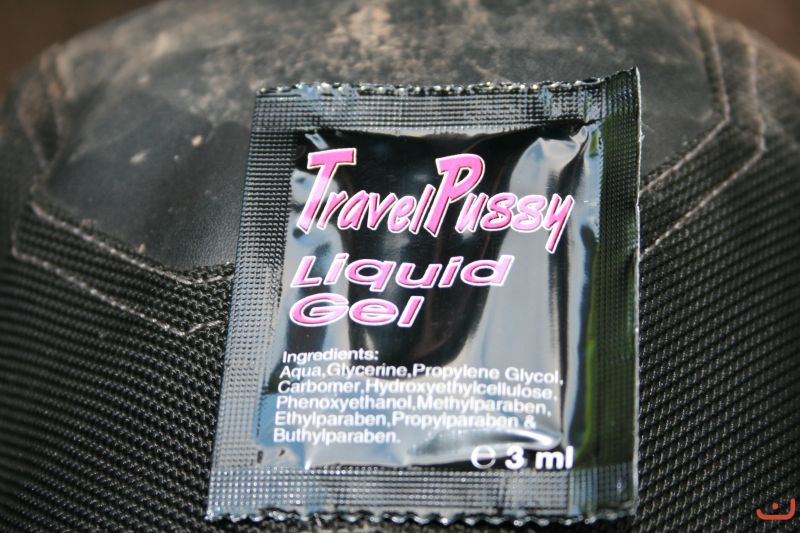 TravelPussy
Liquid
Gel
Ingredients:
Aqua,Glycerine,Propylene Glycol,
Carbomer,Hydroxyethylcellulose,
Phenoxyethanol,Methylparaben,
Ethylparaben,Propylparaben &
Buthylparaben.
℮ 3 ml